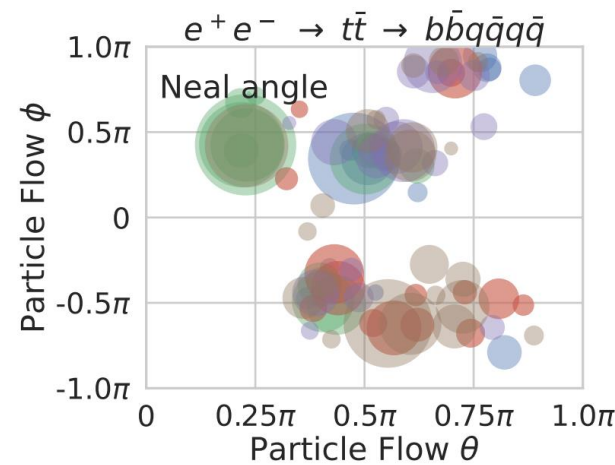 e⁺e⁻ → tt̄ → bb̄qq̄qq̄
Neal angle
Particle Flow ϕ
1.0π
0.5π
0
-0.5π
-1.0π
0 0.25π 0.5π 0.75π 1.0π
Particle Flow θ